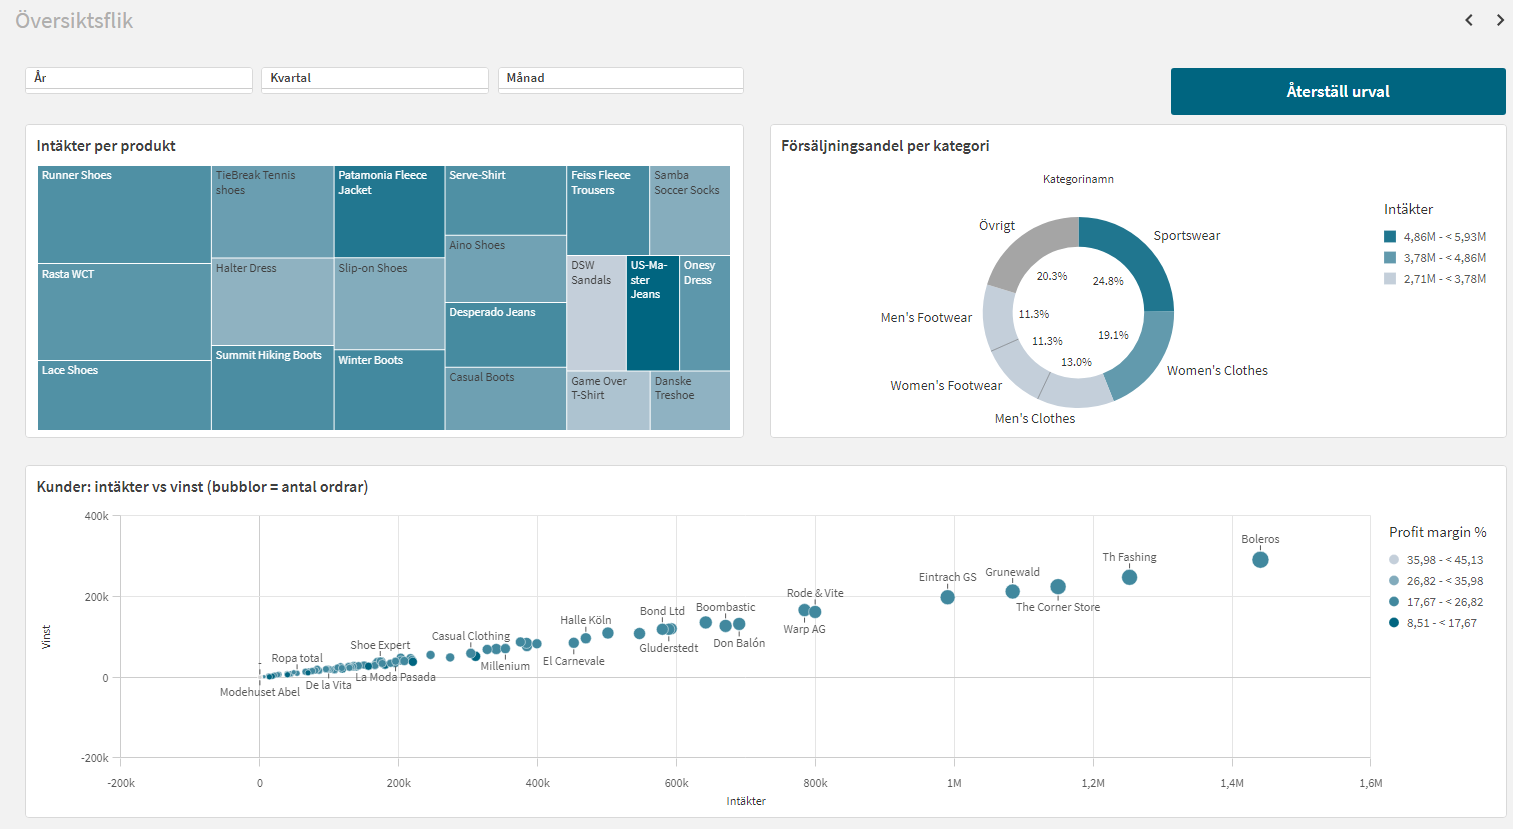 Översiktsflik
År
Kvartal
Månad
Återställ urval
Intäkter per produkt
Runner Shoes
Rasta WCT
Lace Shoes
TieBreak Tennis
shoes
Halter Dress
Summit Hiking Boots
Patamonia Fleece
Jacket
Slip-on Shoes
Winter Boots
Serve-Shirt
Aino Shoes
Desperado Jeans
Casual Boots
Feiss Fleece
Trousers
Samba
Soccer Socks
DSW
Sandals
US-Ma-
ster
Jeans
Onesy
Dress
Game Over
T-Shirt
Danske
Treshoe
Försäljningsandel per kategori
Kategorinamn
Övrigt
Sportswear
20.3%
24.8%
Men's Footwear
11.3%
19.1%
11.3%
13.0%
Women's Footwear
Women's Clothes
Men's Clothes
Intäkter
4,86M - < 5,93M
3,78M - < 4,86M
2,71M - < 3,78M
Kunder: intäkter vs vinst (bubblor = antal ordrar)
400k
200k
0
-200k
Vinst
Boleros
Th Fashing
Grunewald
Eintrach GS
The Corner Store
Rode & Vite
Boombastic
Bond Ltd
Halle Köln
Warp AG
Casual Clothing
Don Balón
Shoe Expert
Gluderstedt
Ropa total
El Carnevale
Millenium
La Moda Pasada
De la Vita
Modehuset Abel
-200k
0
200k
400k
600k
800k
1M
1,2M
1,4M
1,6M
Intäkter
Profit margin %
35,98 - < 45,13
26,82 - < 35,98
17,67 - < 26,82
8,51 - < 17,67